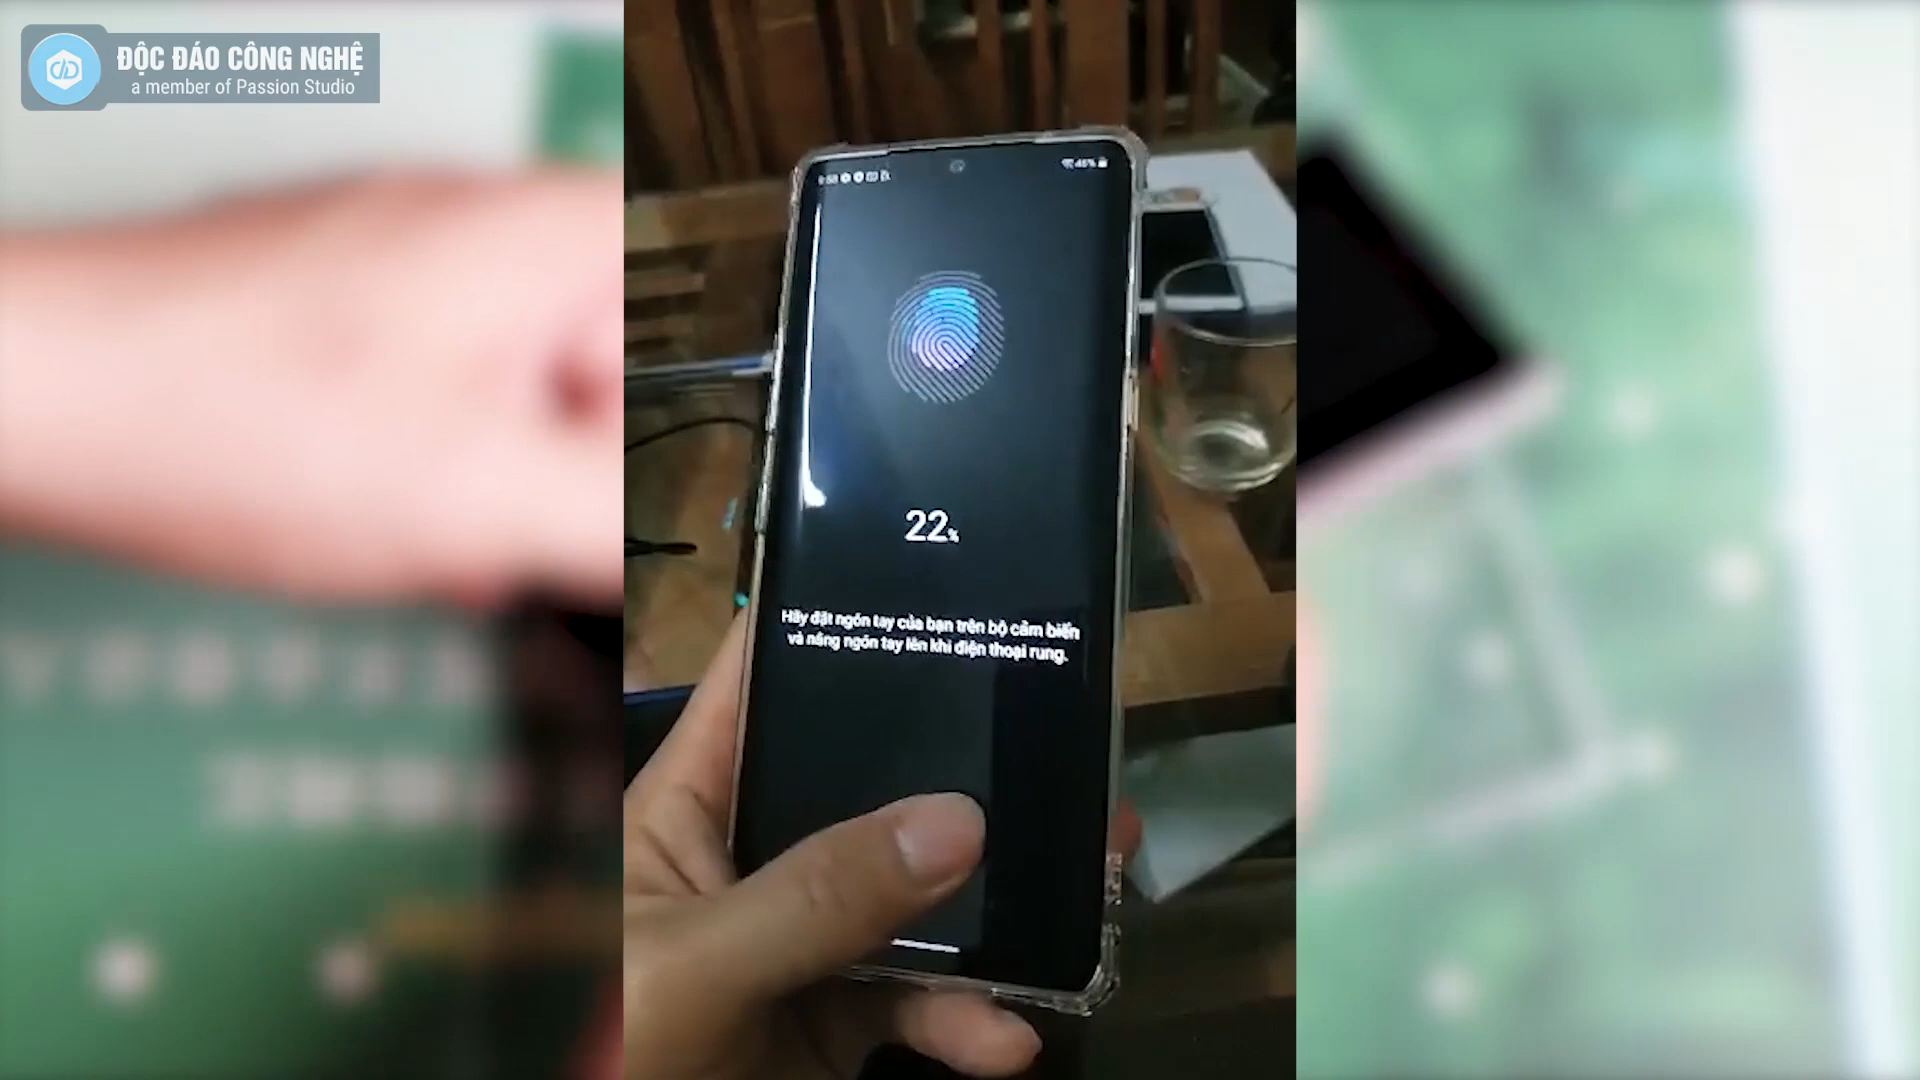 ĐỘC ĐÁO CÔNG NGHỆ
a member of Passion Studio
46%
22%
Hãy đặt ngón tay của bạn trên bộ cảm biến
và nâng ngón tay lên khi điện thoại rung.